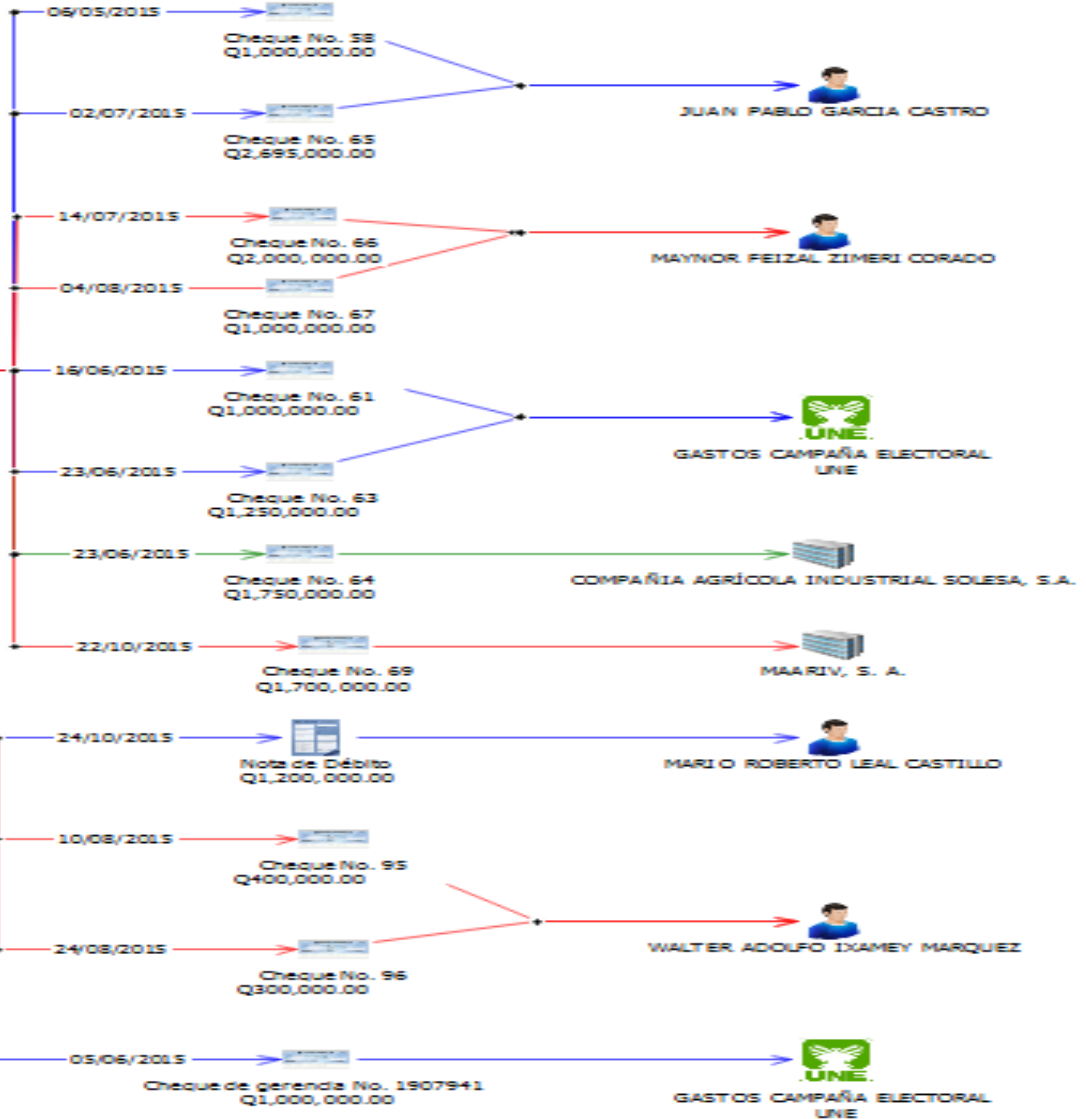 06/05/2015
Cheque No. 58
Q1,000,000.00
JUAN PABLO GARCIA CASTRO
02/07/2015
Cheque No. 65
Q2,695,000.00
14/07/2015
Cheque No. 66
Q2,000,000.00
MAYNOR FEIZAL ZIMERI CORADO
04/08/2015
Cheque No. 67
Q1,000,000.00
16/06/2015
Cheque No. 61
Q1,000,000.00
UNE
GASTOS CAMPAÑA ELECTORAL
UNE
23/06/2015
Cheque No. 63
Q1,250,000.00
23/06/2015
Cheque No. 64
Q1,750,000.00
COMPAÑIA AGRÍCOLA INDUSTRIAL SOLESA, S.A.
22/10/2015
Cheque No. 69
Q1,700,000.00
MAARIV, S. A.
24/10/2015
Nota de Débito
Q1,200,000.00
MARIO ROBERTO LEAL CASTILLO
10/08/2015
Cheque No. 95
Q400,000.00
WALTER ADOLFO IXAMEY MARQUEZ
24/08/2015
Cheque No. 96
Q300,000.00
05/06/2015
Cheque de gerencia No. 1907941
Q1,000,000.00
UNE
GASTOS CAMPAÑA ELECTORAL
UNE